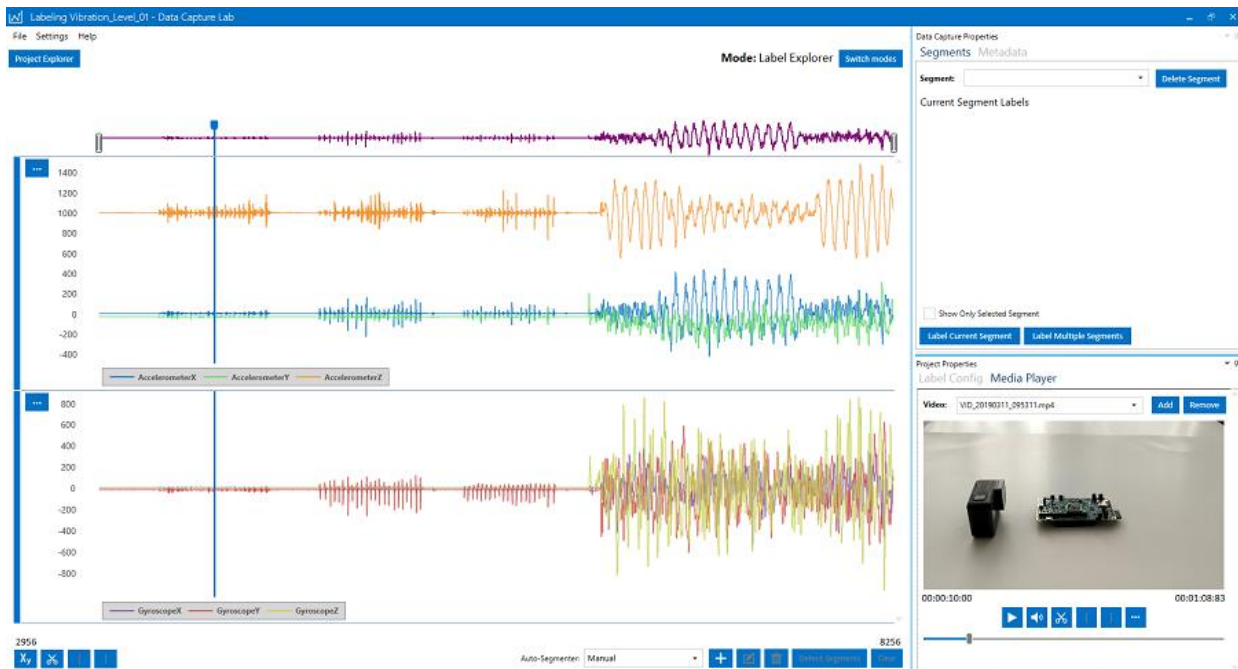 Labeling Vibration_Level_01 - Data Capture Lab
File Settings Help
Project Explorer
Mode: Label Explorer Switch modes
1400
1200
1000
800
600
400
200
0
-200
-400
AccelerometerX AccelerometerY AccelerometerZ
800
600
400
200
0
-200
-400
-600
-800
GyroscopeX GyroscopeY GyroscopeZ
2956 8256
Xy
Auto-Segmenter: Manual Detect Segments Clear
Data Capture Properties
Segments Metadata
Segment: Delete Segment
Current Segment Labels
Show Only Selected Segment
Label Current Segment Label Multiple Segments
Project Properties
Label Config Media Player
Video: VID_20190311_095311.mp4 Add Remove
00:00:10:00 00:01:08:83